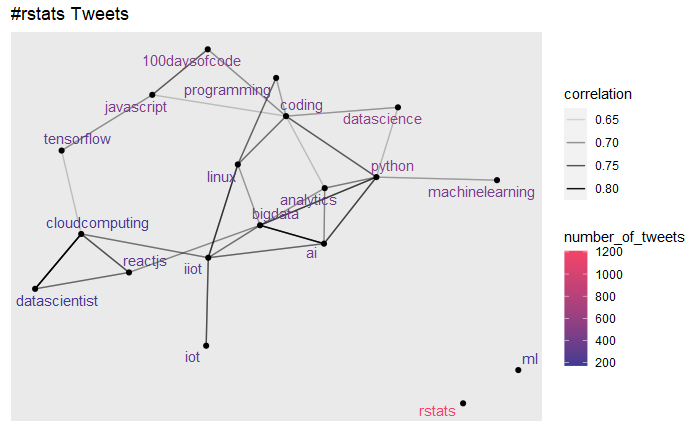 #rstats Tweets
100daysofcode
programming
javascript
coding
datascience
tensorflow
python
linux
analytics
machinelearning
bigdata
cloudcomputing
ai
reactjs
iiot
datascientist
iot
ml
rstats
correlation
0.65
0.70
0.75
0.80
number_of_tweets
1200
1000
800
600
400
200